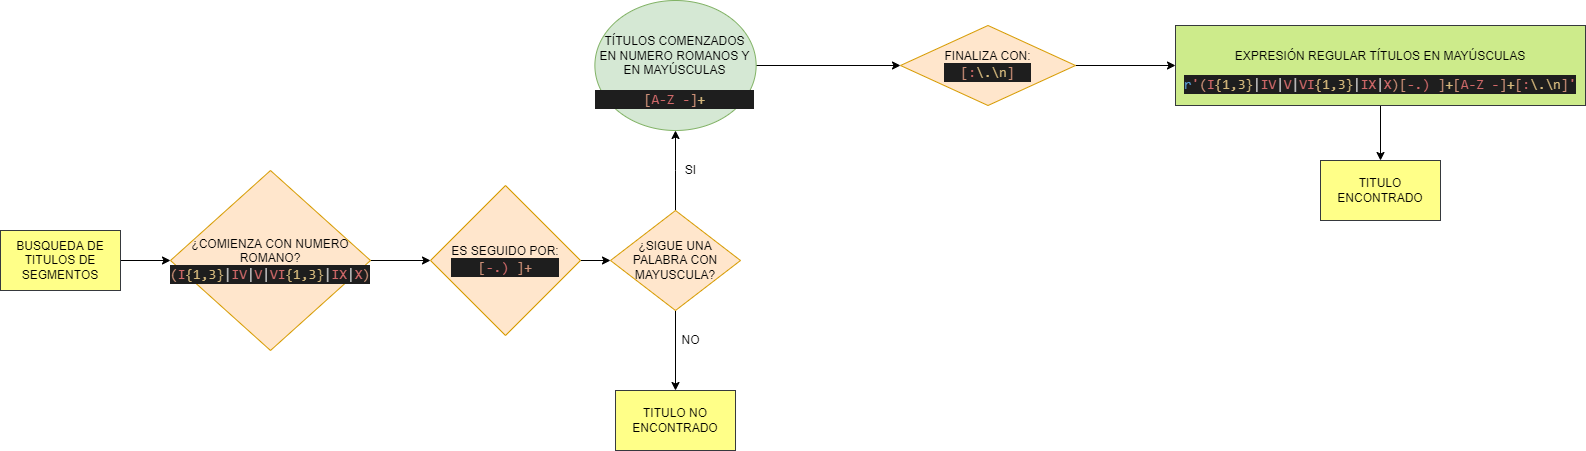 BUSQUEDA DE
TITULOS DE
SEGMENTOS
¿COMIENZA CON NUMERO
ROMANO?
(I{1,3}|IV|V|VI{1,3}|IX|X)
ES SEGUIDO POR:
[-.) ]+
¿SIGUE UNA
PALABRA CON
MAYUSCULA?
SI
NO
TITULO NO
ENCONTRADO
TÍTULOS COMENZADOS
EN NUMERO ROMANOS Y
EN MAYÚSCULAS
[A-Z -]+
FINALIZA CON:
[:\.\n]
EXPRESIÓN REGULAR TÍTULOS EN MAYÚSCULAS
r'(I{1,3}|IV|V|VI{1,3}|IX|X)[-.) ]+[A-Z -]+[:\.\n]'
TITULO
ENCONTRADO